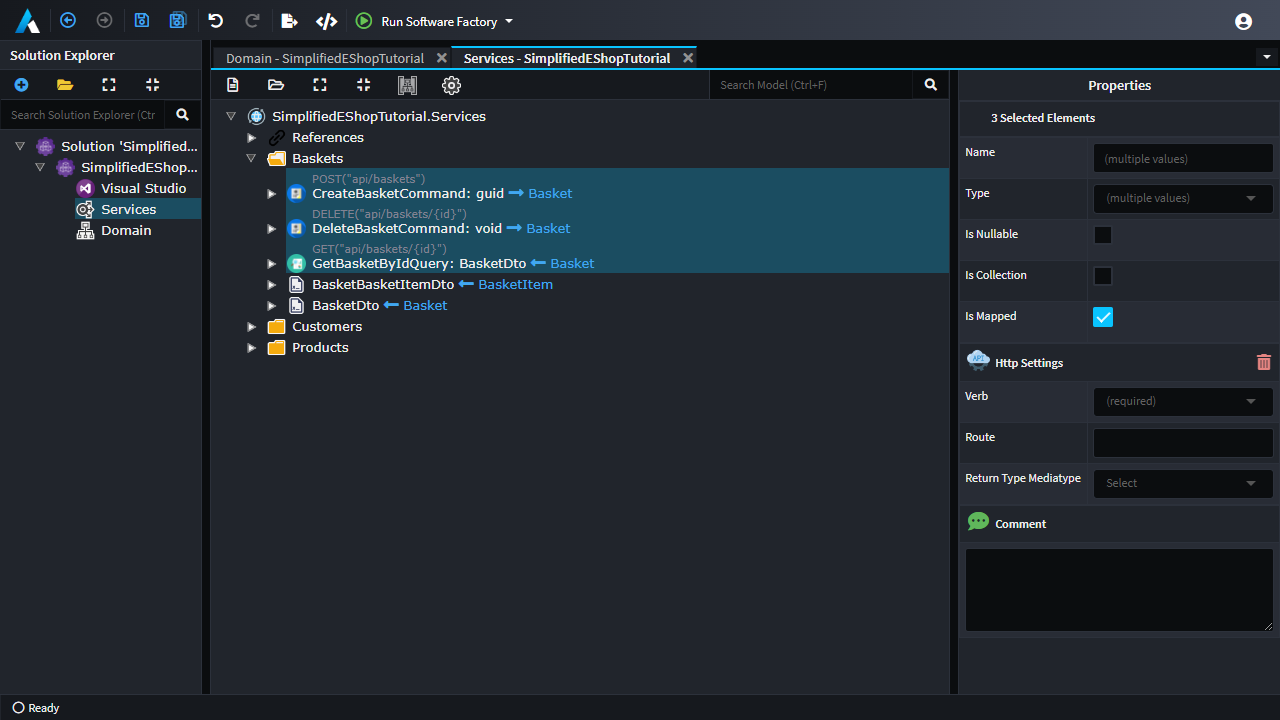 Run Software Factory
Solution Explorer
Search Solution Explorer (Ctr
Solution 'Simplified...
SimplifiedEShop...
Visual Studio
Services
Domain
Domain - SimplifiedEShopTutorial
Services - SimplifiedEShopTutorial
Search Model (Ctrl+F)
SimplifiedEShopTutorial.Services
References
Baskets
POST("api/baskets")
CreateBasketCommand: guid → Basket
DELETE("api/baskets/{id}")
DeleteBasketCommand: void → Basket
GET("api/baskets/{id}")
GetBasketByIdQuery: BasketDto ← Basket
BasketBasketItemDto ← BasketItem
BasketDto ← Basket
Customers
Products
Properties
3 Selected Elements
Name
(multiple values)
Type
(multiple values)
Is Nullable
Is Collection
Is Mapped
API
Http Settings
Verb
(required)
Route
Return Type Mediatype
Select
Comment
Ready